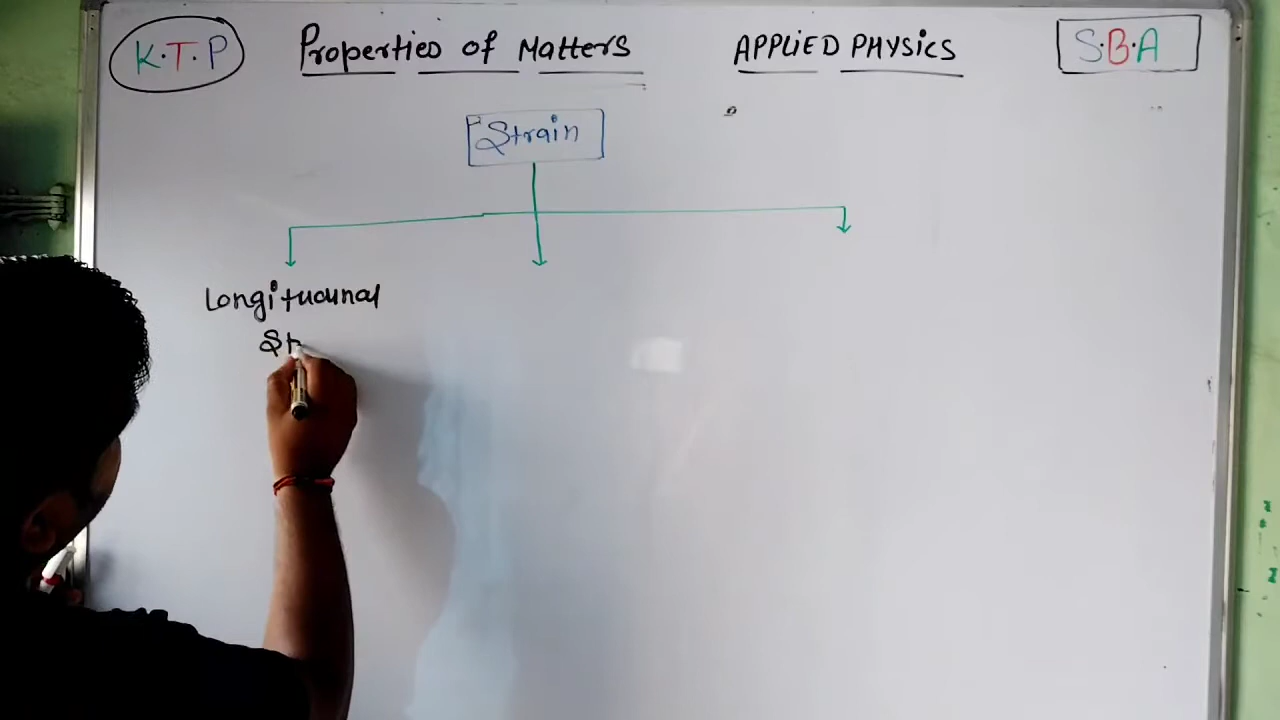 K.T.P Properties of Matters APPLIED PHYSICS S.B.A
Strain
Longitudinal
St